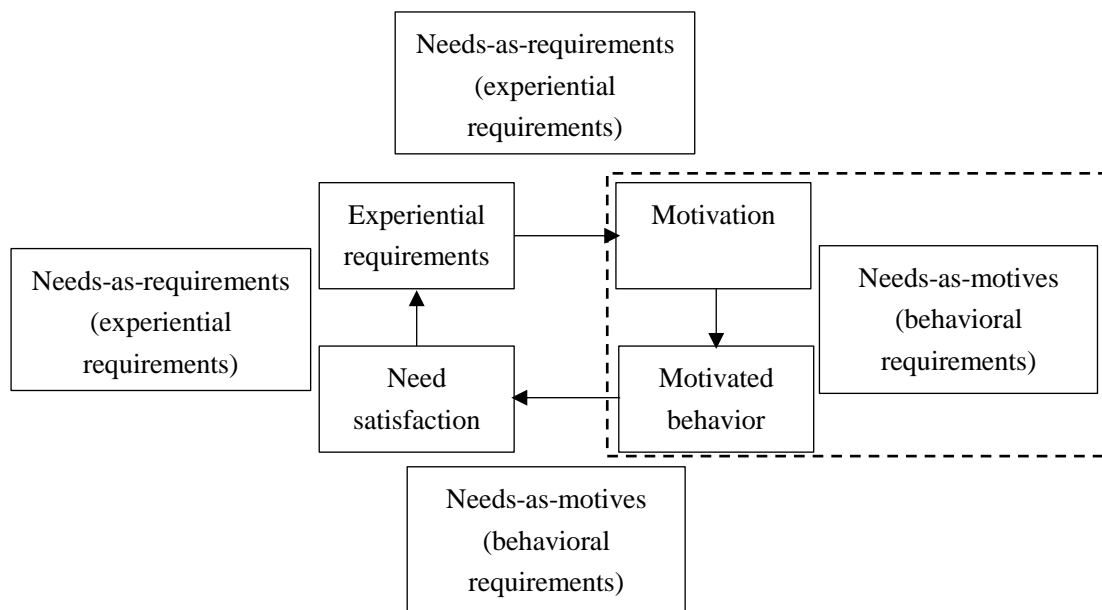 Needs-as-requirements
(experiential
requirements)
Experiential
requirements
Motivation
Needs-as-requirements
(experiential
requirements)
Needs-as-motives
(behavioral
requirements)
Need
satisfaction
Motivated
behavior
Needs-as-motives
(behavioral
requirements)